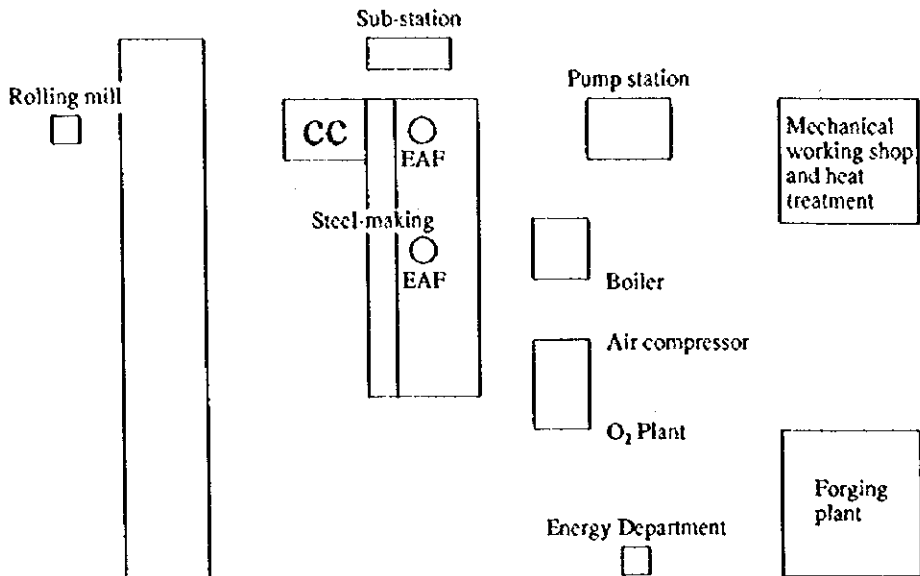 Sub-station
Rolling mill
Pump station
CC
EAF
Mechanical
working shop
and heat
treatment
Steel-making
EAF
Boiler
Air compressor
O₂ Plant
Forging
plant
Energy Department